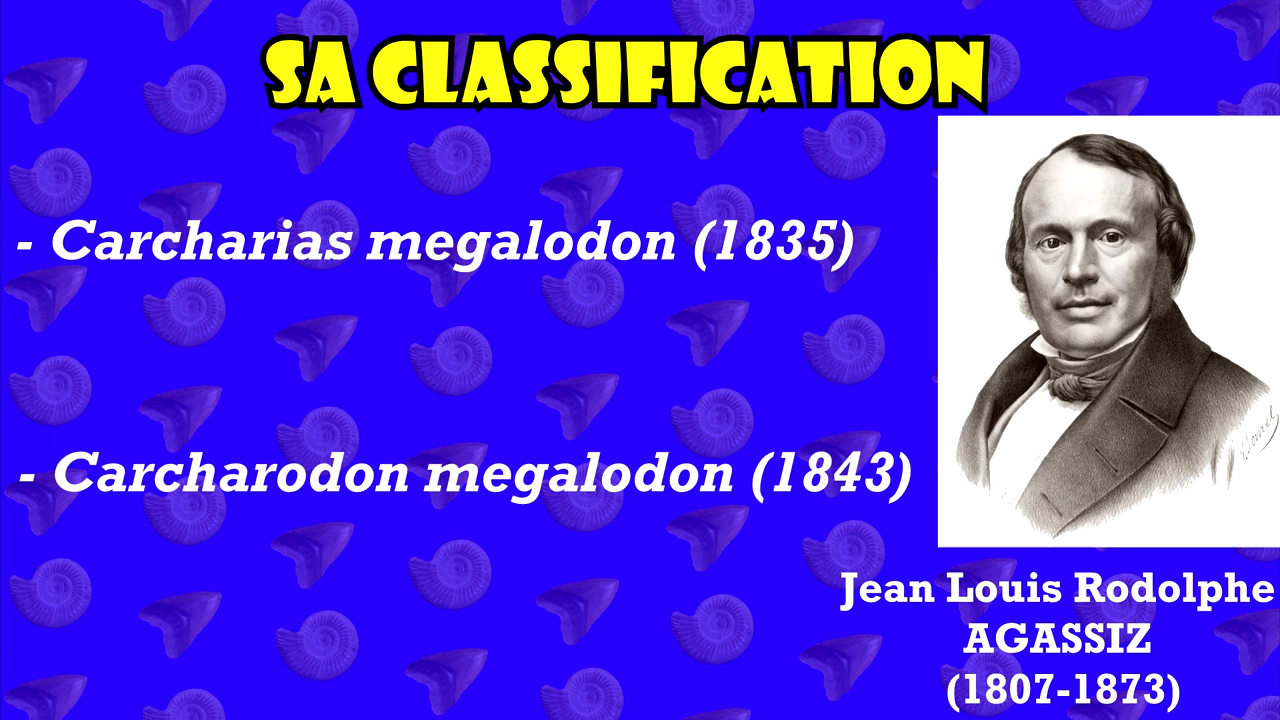 SA CLASSIFICATION
- Carcharias megalodon (1835)
- Carcharodon megalodon (1843)
Jean Louis Rodolphe
AGASSIZ
(1807-1873)